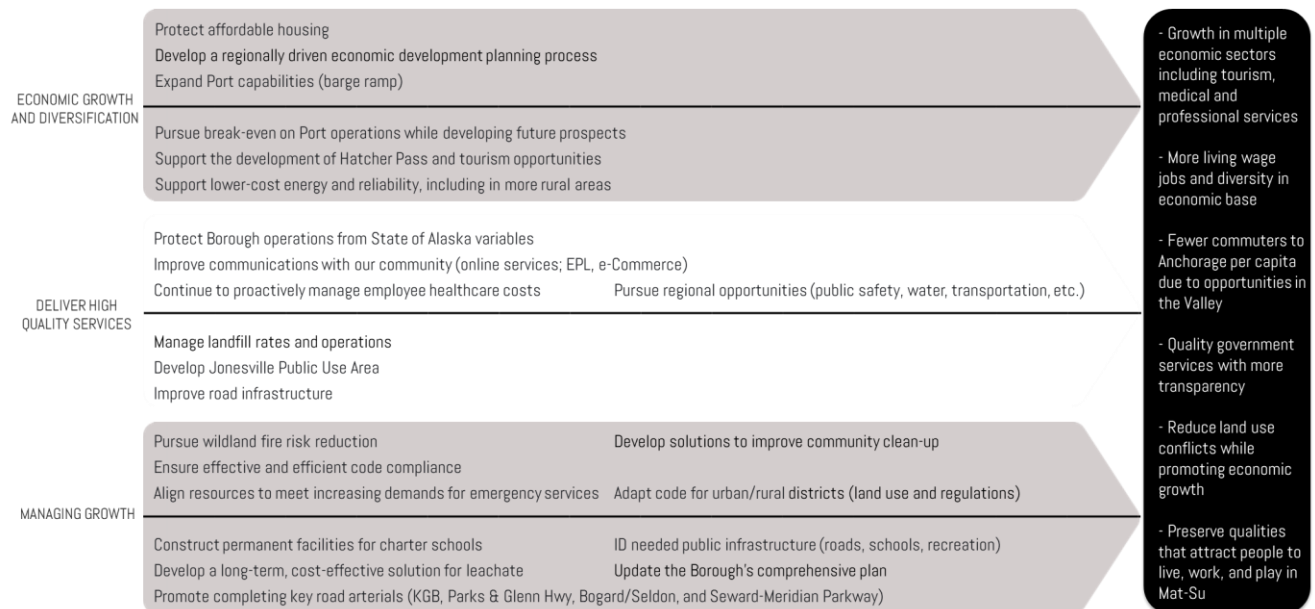 ECONOMIC GROWTH
AND DIVERSIFICATION
Protect affordable housing
Develop a regionally driven economic development planning process
Expand Port capabilities (barge ramp)
Pursue break-even on Port operations while developing future prospects
Support the development of Hatcher Pass and tourism opportunities
Support lower-cost energy and reliability, including in more rural areas
DELIVER HIGH
QUALITY SERVICES
Protect Borough operations from State of Alaska variables
Improve communications with our community (online services; EPL, e-Commerce)
Continue to proactively manage employee healthcare costs
Pursue regional opportunities (public safety, water, transportation, etc.)
Manage landfill rates and operations
Develop Jonesville Public Use Area
Improve road infrastructure
MANAGING GROWTH
Pursue wildland fire risk reduction
Develop solutions to improve community clean-up
Ensure effective and efficient code compliance
Align resources to meet increasing demands for emergency services
Adapt code for urban/rural districts (land use and regulations)
Construct permanent facilities for charter schools
ID needed public infrastructure (roads, schools, recreation)
Develop a long-term, cost-effective solution for leachate
Update the Borough's comprehensive plan
Promote completing key road arterials (KGB, Parks & Glenn Hwy, Bogard/Seldon, and Seward-Meridian Parkway)
- Growth in multiple
economic sectors
including tourism,
medical and
professional services
- More living wage
jobs and diversity in
economic base
- Fewer commuters to
Anchorage per capita
due to opportunities in
the Valley
- Quality government
services with more
transparency
- Reduce land use
conflicts while
promoting economic
growth
- Preserve qualities
that attract people to
live, work, and play in
Mat-Su